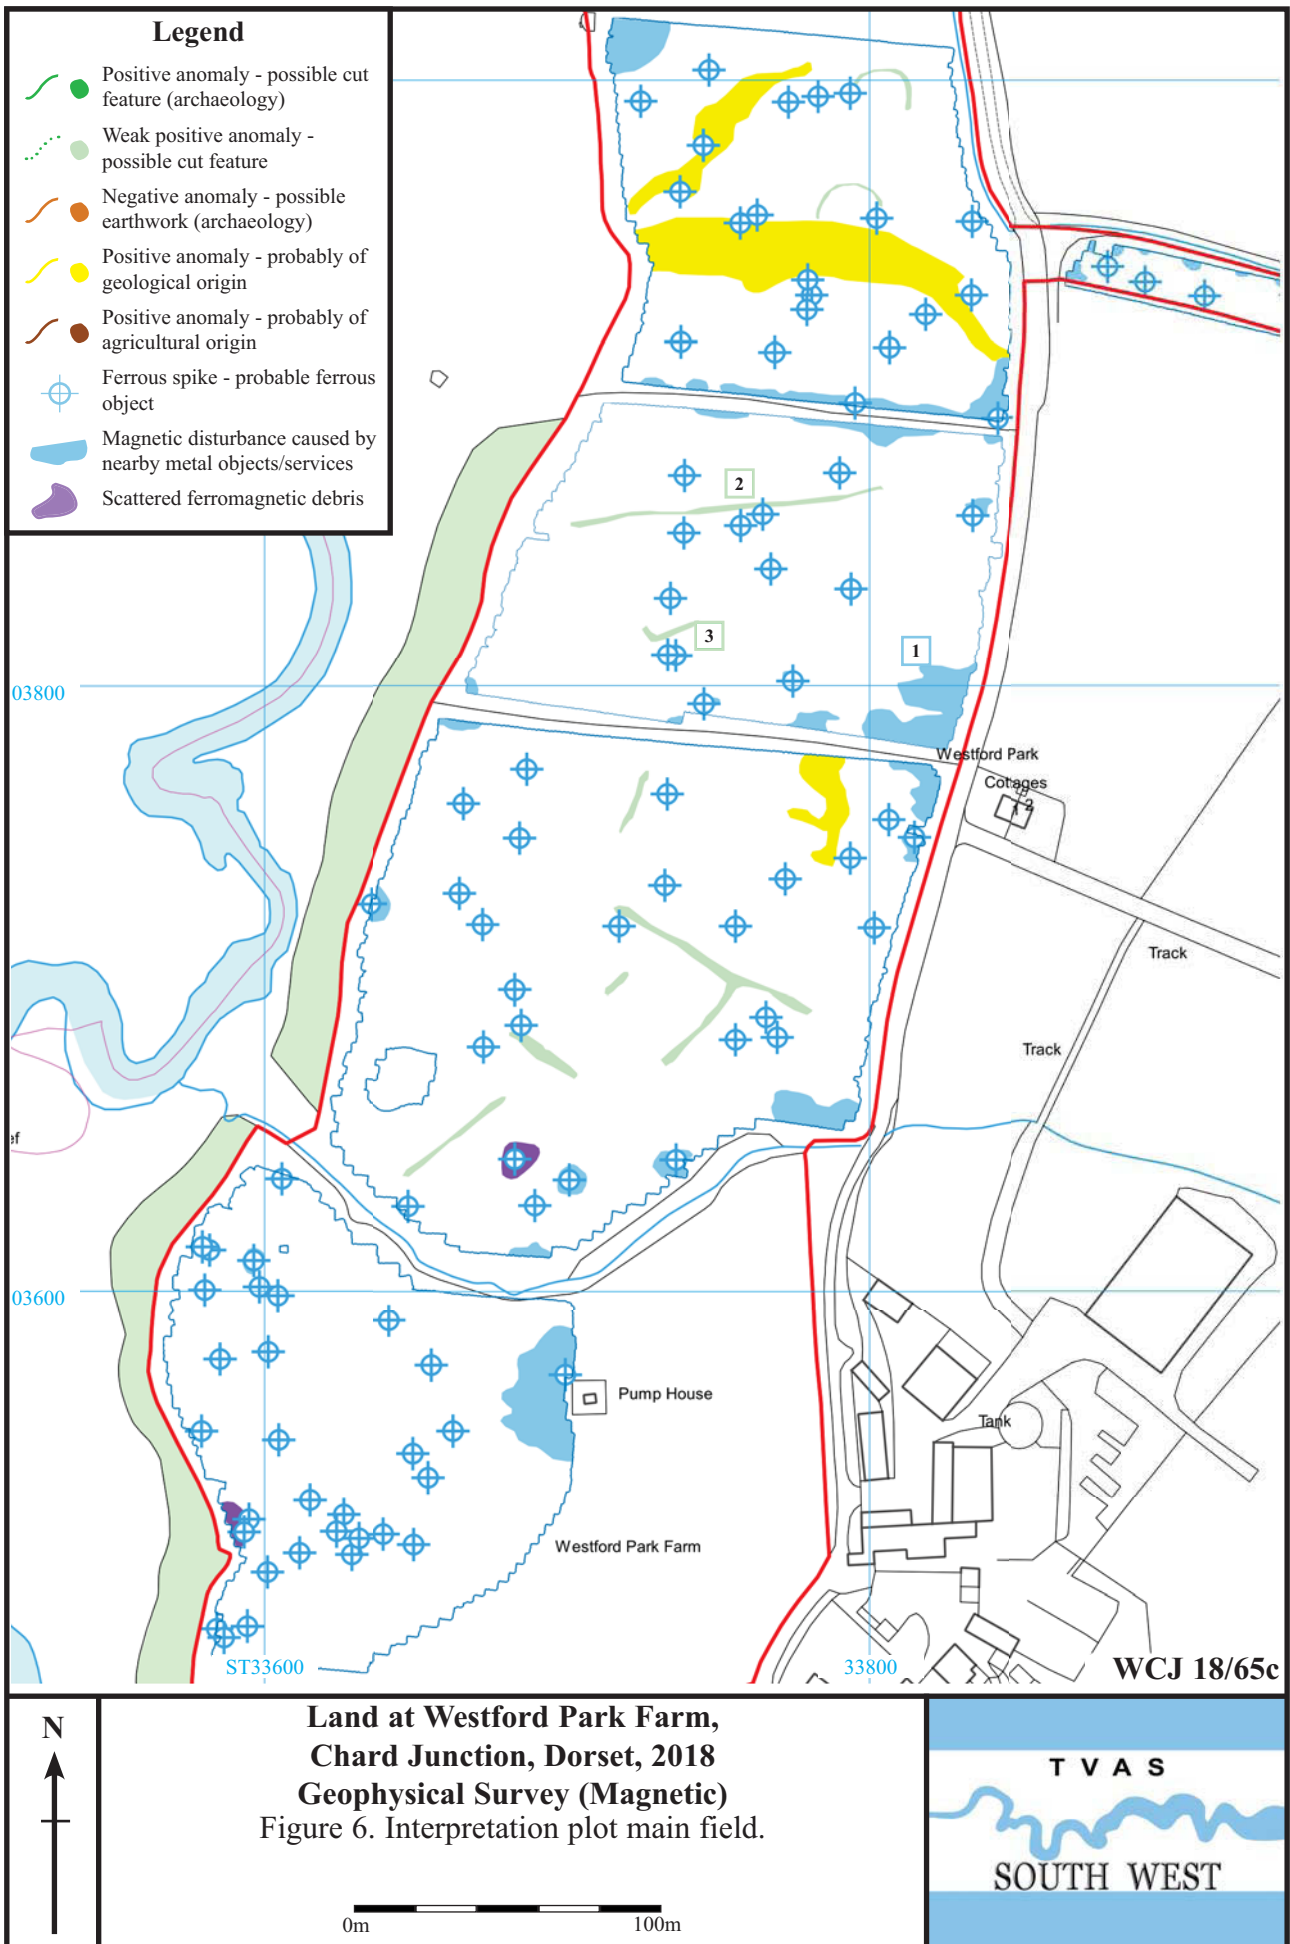 Legend
Positive anomaly - possible cut
feature (archaeology)
Weak positive anomaly -
possible cut feature
Negative anomaly - possible
earthwork (archaeology)
Positive anomaly - probably of
geological origin
Positive anomaly - probably of
agricultural origin
Ferrous spike - probable ferrous
object
Magnetic disturbance caused by
nearby metal objects/services
Scattered ferromagnetic debris
2
3
1
03800
Westford Park
Cottages
1 2
Track
Track
ef
03600
Pump House
Tank
Westford Park Farm
ST33600
33800
WCJ 18/65c
N
Land at Westford Park Farm,
Chard Junction, Dorset, 2018
Geophysical Survey (Magnetic)
Figure 6. Interpretation plot main field.
0m
100m
TVAS
SOUTH WEST